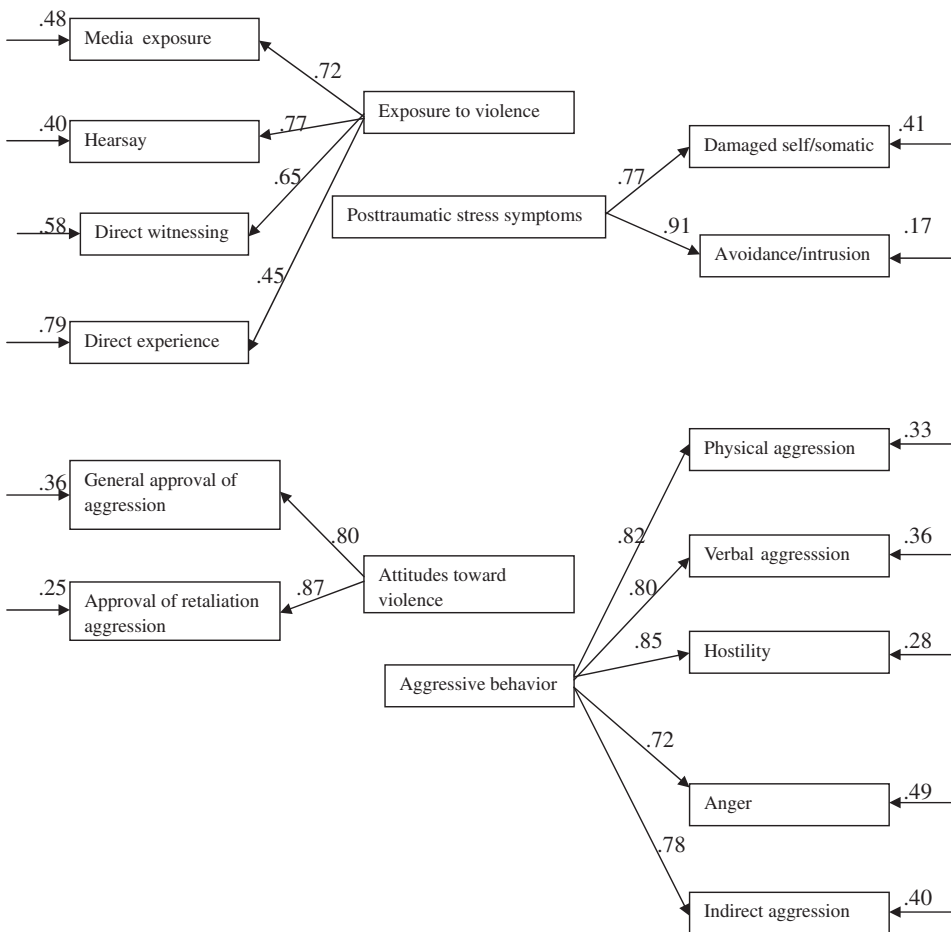 .48
Media exposure
.72
Exposure to violence
.40
Hearsay
.77
.41
Damaged self/somatic
.65
.77
Posttraumatic stress symptoms
.58
Direct witnessing
.91
.17
Avoidance/intrusion
.45
.79
Direct experience
.33
Physical aggression
.36
General approval of
aggression
.80
.82
.36
Verbal aggresssion
.80
Attitudes toward
violence
.25
Approval of retaliation
aggression
.87
.85
.28
Hostility
Aggressive behavior
.72
.49
Anger
.78
.40
Indirect aggression